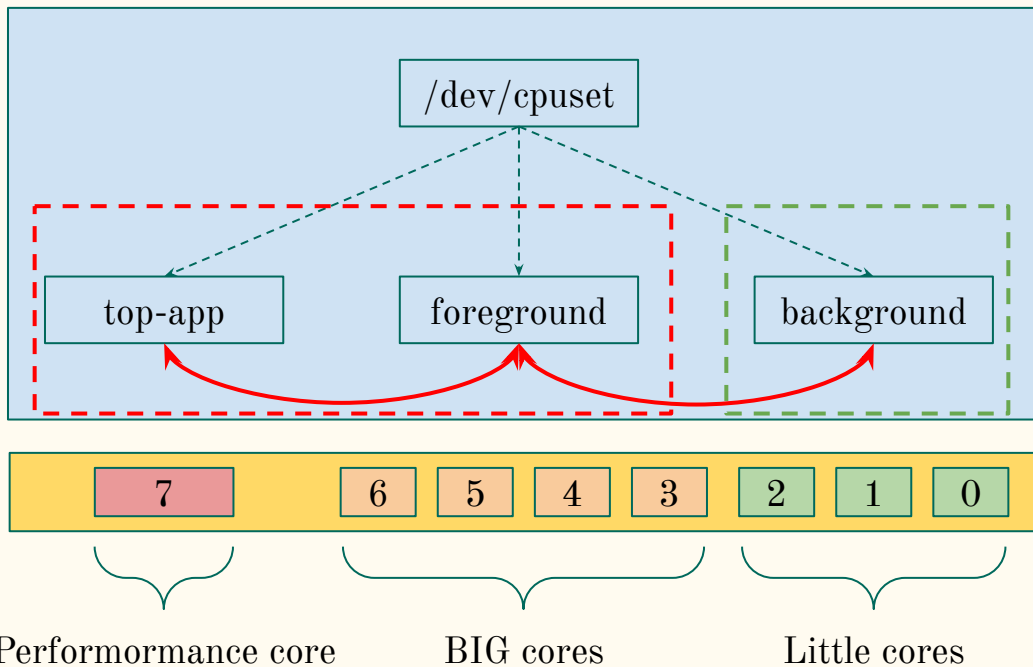 /dev/cpuset
top-app foreground background
7 6 5 4 3 2 1 0
Performormance core BIG cores Little cores